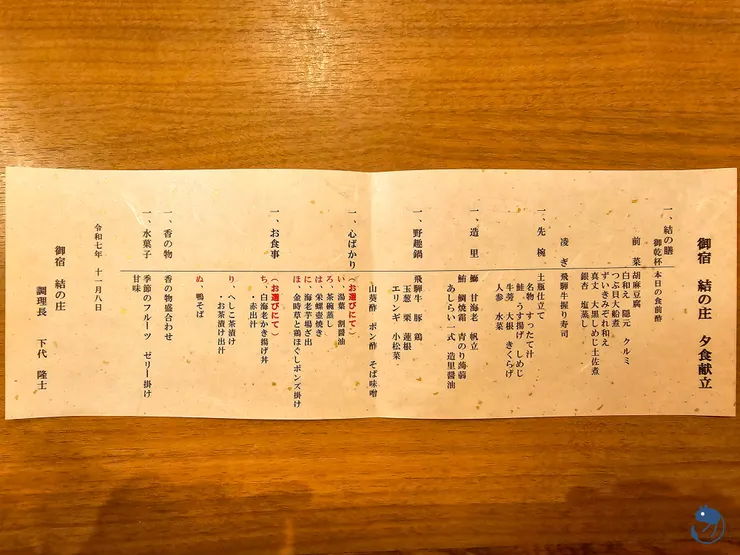 御宿 結の庄 夕食献立
一、結の膳
御乾杯 本日の食前酢
前菜 胡麻豆腐
白和え 隠元 クルミ
つぶ貝大船煮
ずいきみぞれ和え
真丈 大黒しめじ土佐煮
銀杏 塩蒸し
凌ぎ 飛騨牛握り寿司
一、先椀 土瓶仕立て
名物 すったて汁
鮭 うす揚げ しめじ
牛蒡 大根 きくらげ
人参 水菜
一、造里 鰤 甘海老 帆立
鮪 鯛焼霜 青のり蒟蒻
あしらい一式 造里醤油
一、野趣鍋 飛騨牛 豚 鶏
玉葱 栗 蓮根
エリンギ 小松菜
山葵酢 ポン酢 そば味噌
一、心ばかり (お選びにて)
い、湯葉 割醤油
ろ、茶碗蒸し
は、栄螺壺焼き
に、海老芋場げ出
ほ、金時草と鶏ほぐしポンズ掛け
一、お食事 (お選びにて)
ち、白海老かき揚げ丼
・赤出汁
り、へしこ茶漬け
・お茶漬け出汁
ぬ、鴨そば
一、香の物 香の物盛合わせ
一、水菓子 季節のフルーツ ゼリー掛け
甘味
令和七年 十一月八日
御宿 結の庄
調理長 下代 隆士